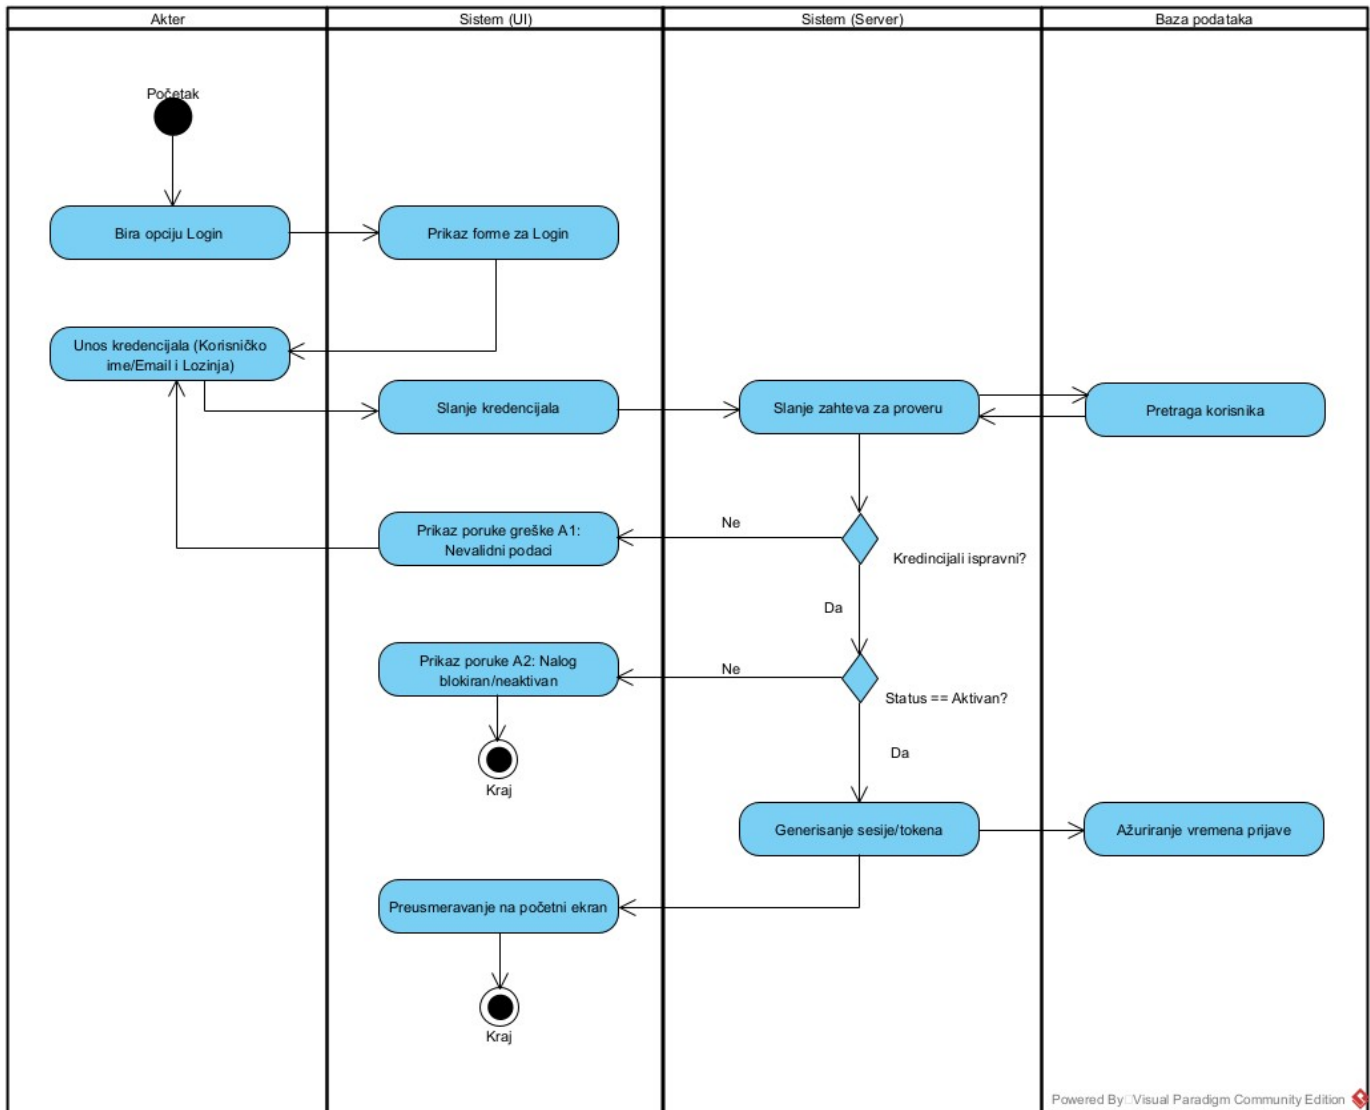 Akter
Sistem (UI)
Sistem (Server)
Baza podataka
Početak
Bira opciju Login
Prikaz forme za Login
Unos kredencijala (Korisničko
ime/Email i Lozinja)
Slanje kredencijala
Slanje zahteva za proveru
Pretraga korisnika
Prikaz poruke greške A1:
Nevalidni podaci
Ne
Kredincijali ispravni?
Da
Prikaz poruke A2: Nalog
blokiran/neaktivan
Ne
Status == Aktivan?
Da
Kraj
Generisanje sesije/tokena
Ažuriranje vremena prijave
Preusmeravanje na početni ekran
Kraj
Powered By Visual Paradigm Community Edition